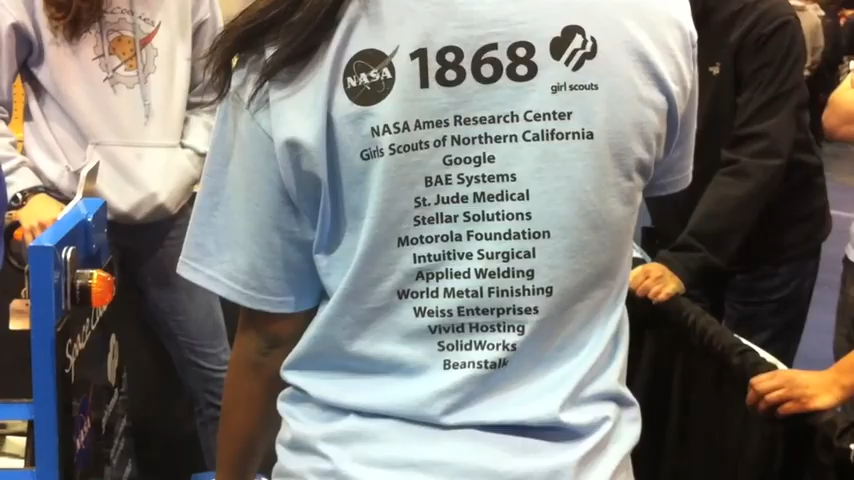 NASA 1868
girl scouts
NASA Ames Research Center
Girls Scouts of Northern California
Google
BAE Systems
St. Jude Medical
Stellar Solutions
Motorola Foundation
Intuitive Surgical
Applied Welding
World Metal Finishing
Weiss Enterprises
Vivid Hosting
SolidWorks
Beanstalk